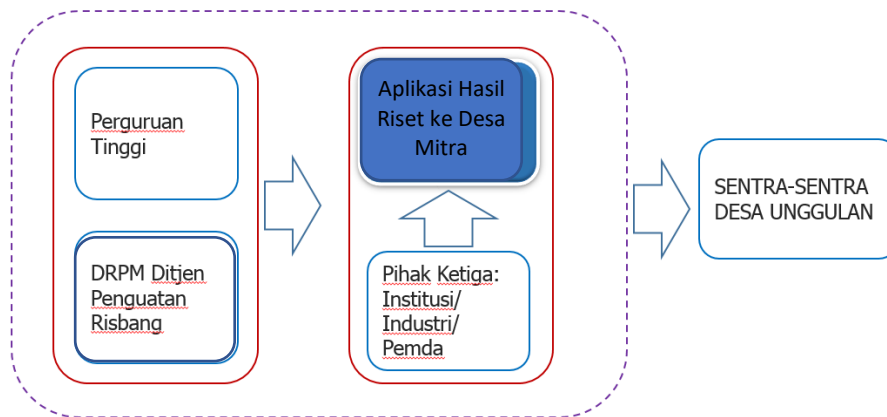 Perguruan
Tinggi
DRPM Ditjen
Penguatan
Risbang
Aplikasi Hasil
Riset ke Desa
Mitra
Pihak Ketiga:
Institusi/
Industri/
Pemda
SENTRA-SENTRA
DESA UNGGULAN